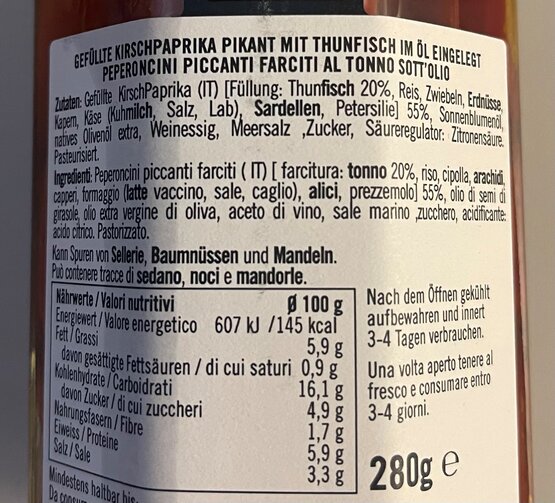 GEFÜLLTE KIRSCHPAPRIKA PIKANT MIT THUNFISCH IM ÖL EINGELEGT
PEPERONCINI PICCANTI FARCITI AL TONNO SOTT'OLIO
Zutaten: Gefüllte KirschPaprika (IT) [Füllung: Thunfisch 20%, Reis, Zwiebeln, Erdnüsse,
Kapern, Käse (Kuhmilch, Salz, Lab), Sardellen, Petersilie] 55%, Sonnenblumenöl,
natives Olivenöl extra, Weinessig, Meersalz ,Zucker, Säureregulator: Zitronensäure.
Pasteurisiert.
Ingredienti: Peperoncini piccanti farciti ( IT) [ farcitura: tonno 20%, riso, cipolla, arachidi,
capperi, formaggio (latte vaccino, sale, caglio), alici, prezzemolo] 55%, olio di semi di
girasole, olio extra vergine di oliva, aceto di vino, sale marino ,zucchero, acidificante:
acido citrico. Pastorizzato.
Kann Spuren von Sellerie, Baumnüssen und Mandeln.
Può contenere tracce di sedano, noci e mandorle.
Nährwerte / Valori nutritivi Ø 100 g
Energiewert / Valore energetico 607 kJ /145 kcal
Fett / Grassi 5,9 g
davon gesättigte Fettsäuren / di cui saturi 0,9 g
Kohlenhydrate / Carboidrati 16,1 g
davon Zucker / di cui zuccheri 4,9 g
Nahrungsfasern / Fibre 1,7 g
Eiweiss / Proteine 5,9 g
Salz / Sale 3,3 g
Nach dem Öffnen gekühlt
aufbewahren und innert
3-4 Tagen verbrauchen.
Una volta aperto tenere al
fresco e consumare entro
3-4 giorni.
280g e
Mindestens haltbar bis
Da